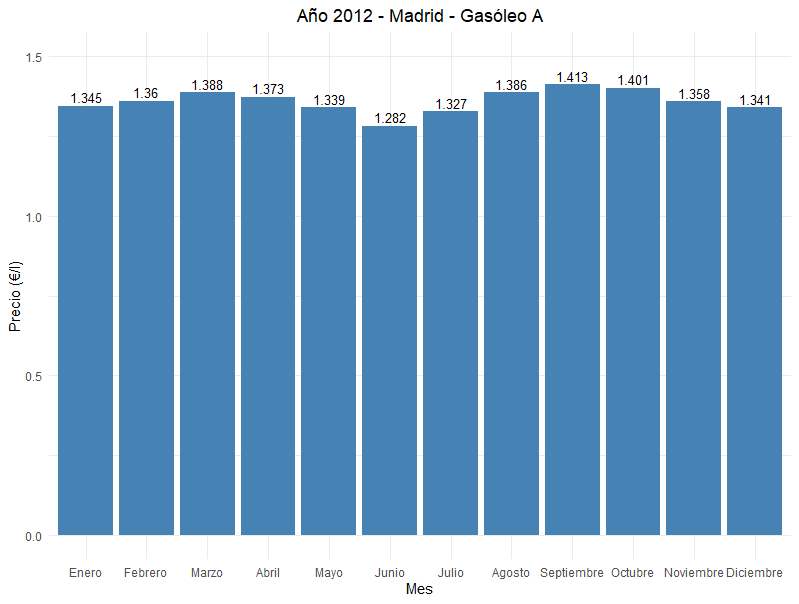 Año 2012 - Madrid - Gasóleo A
Precio (€/l)
1.5
1.0
0.5
0.0
1.345 1.36 1.388 1.373 1.339 1.282 1.327 1.386 1.413 1.401 1.358 1.341
Enero Febrero Marzo Abril Mayo Junio Julio Agosto Septiembre Octubre Noviembre Diciembre
Mes